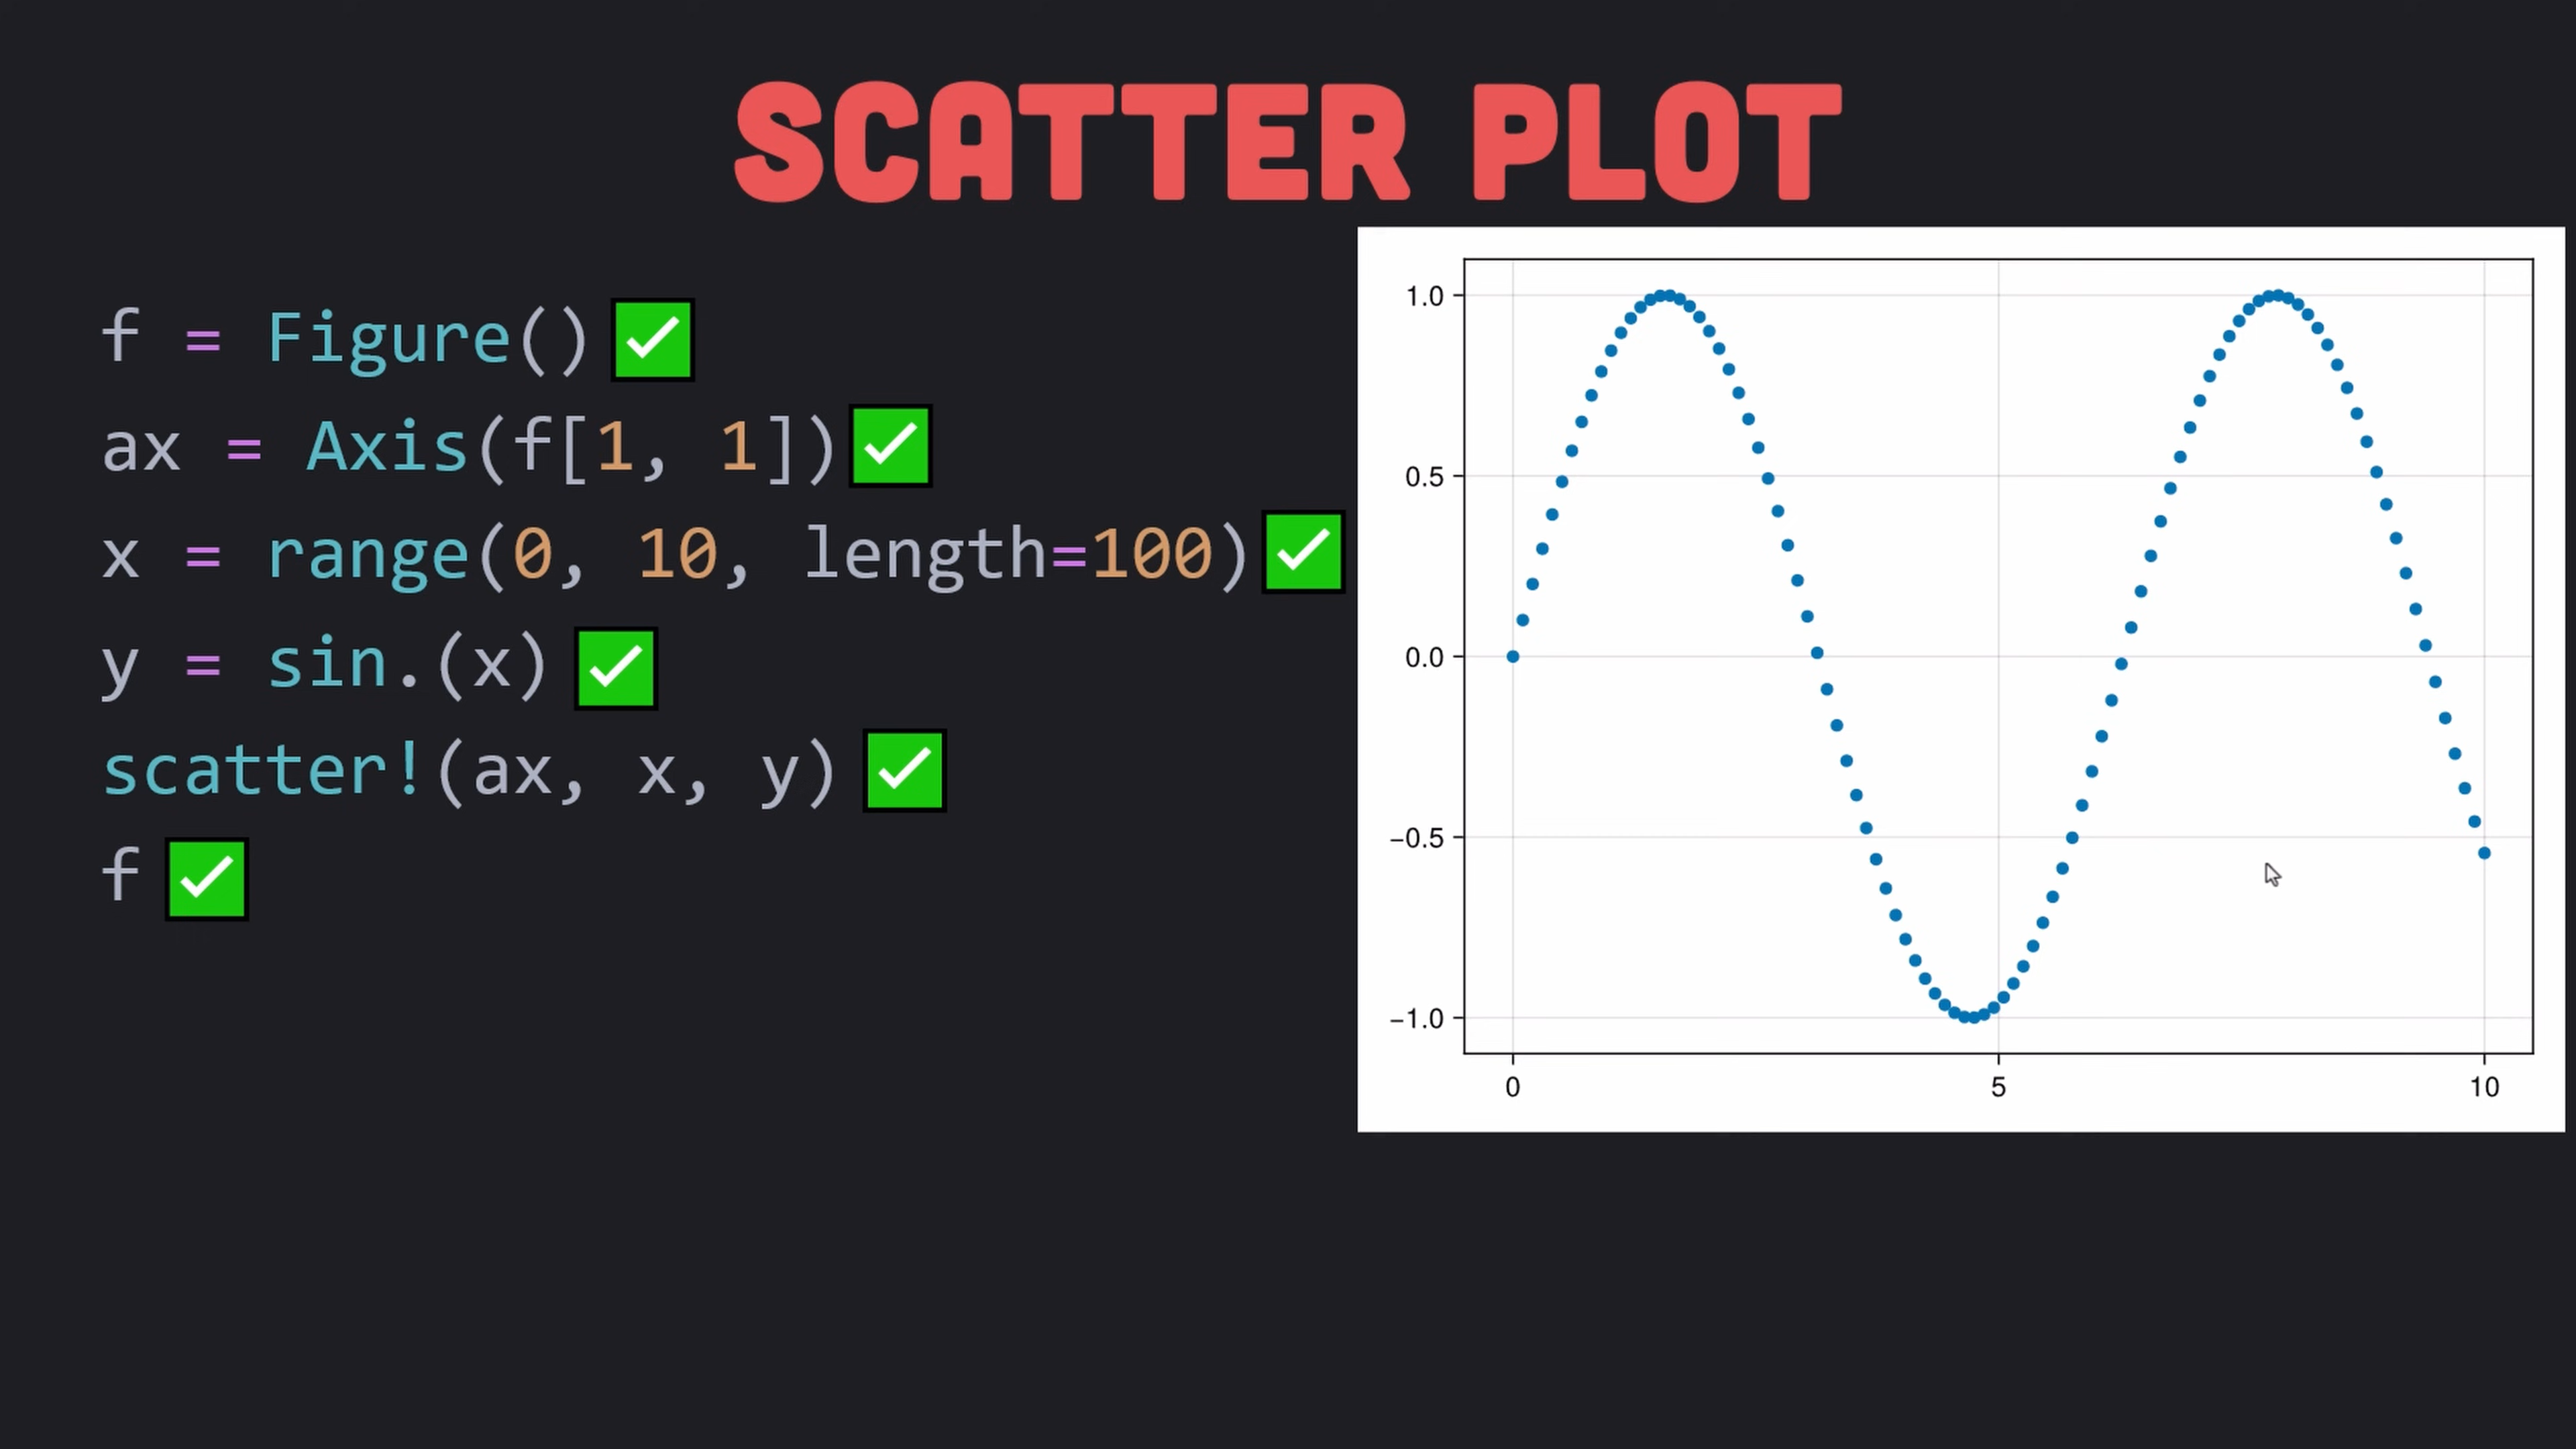 SCATTER PLOT
f = Figure()
ax = Axis(f[1, 1])
x = range(0, 10, length=100)
y = sin.(x)
scatter!(ax, x, y)
f
1.0
0.5
0.0
−0.5
−1.0
0 5 10